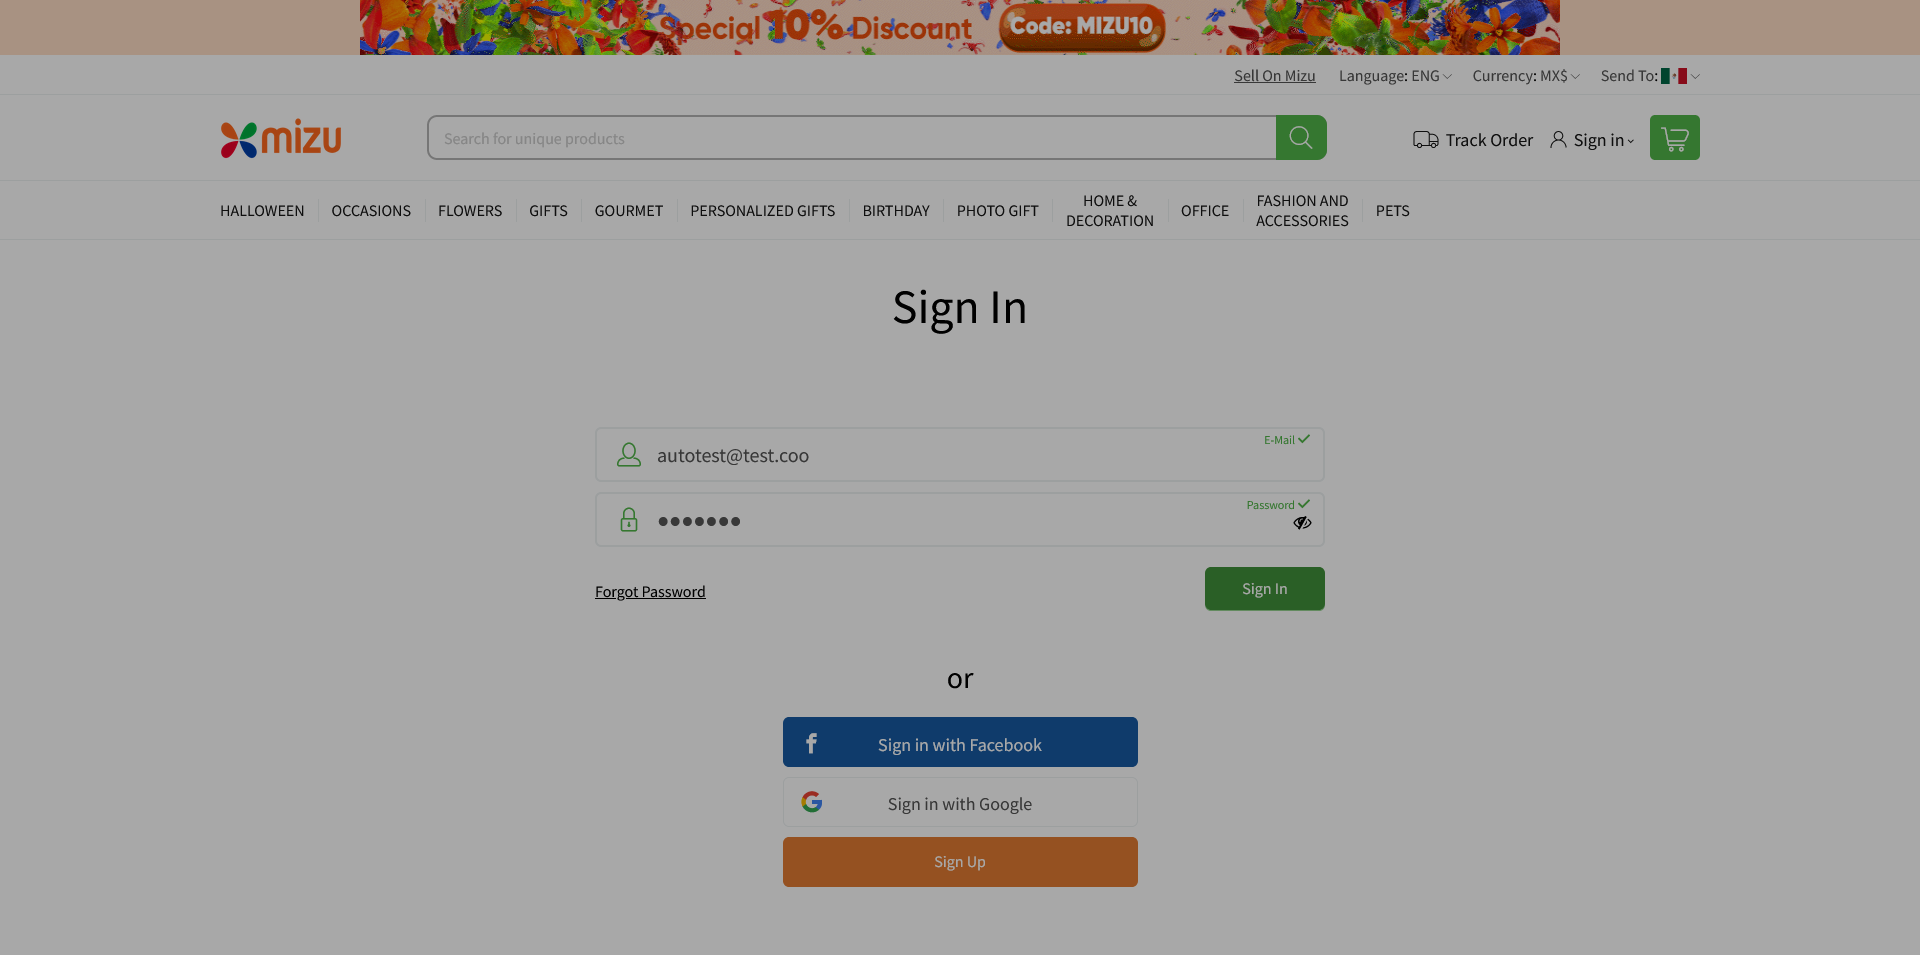 Special 10% Discount Code: MIZU10
Sell On Mizu Language: ENG Currency: MX$ Send To:
mizu Search for unique products Track Order Sign in
HALLOWEEN OCCASIONS FLOWERS GIFTS GOURMET PERSONALIZED GIFTS BIRTHDAY PHOTO GIFT HOME & DECORATION OFFICE FASHION AND ACCESSORIES PETS
Sign In
E-Mail
autotest@test.coo
Password
Forgot Password Sign In
or
Sign in with Facebook
Sign in with Google
Sign Up